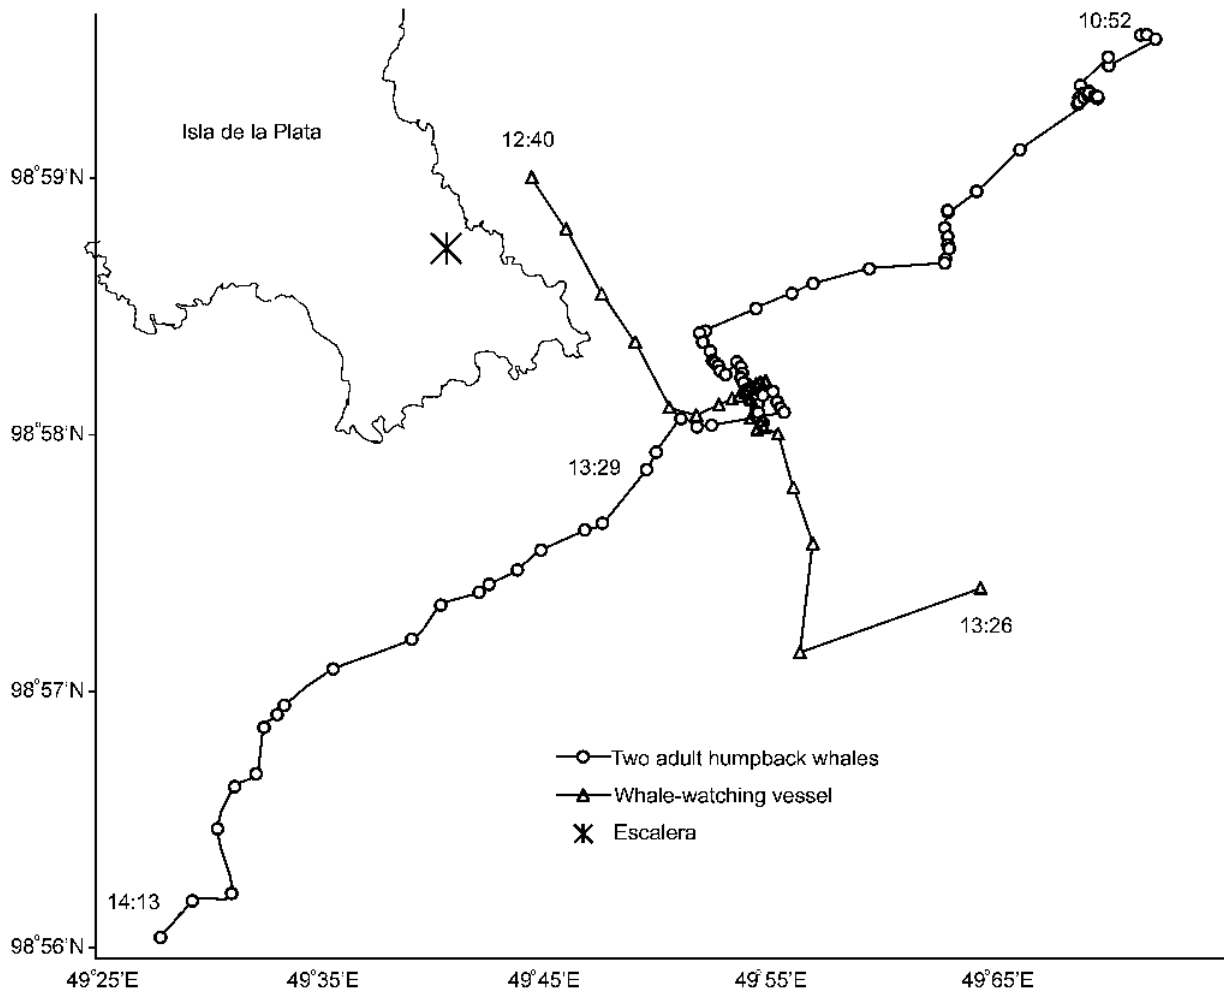 10:52
Isla de la Plata
12:40
98°59'N
98°58'N
13:29
13:26
98°57'N
Two adult humpback whales
Whale-watching vessel
Escalera
14:13
98°56'N
49°25'E 49°35'E 49°45'E 49°55'E 49°65'E